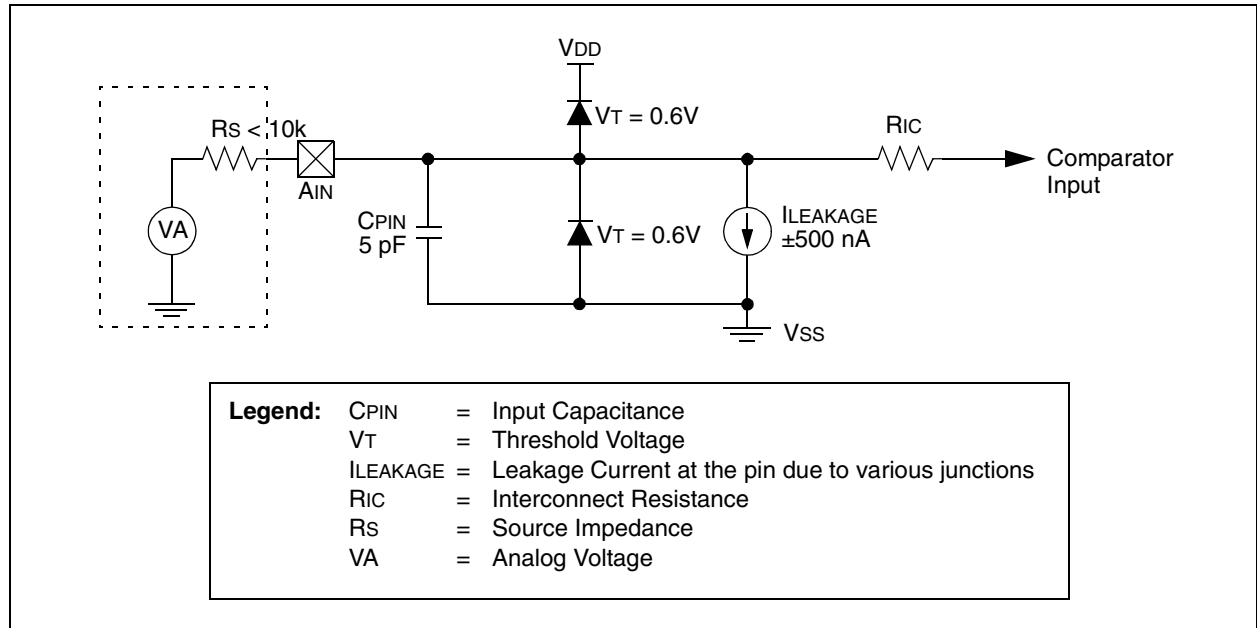 VDD
VT = 0.6V
RS < 10k
RIC
AIN
Comparator
Input
CPIN
5 pF
VA
VT = 0.6V
ILEAKAGE
±500 nA
VSS
Legend: CPIN = Input Capacitance
VT = Threshold Voltage
ILEAKAGE = Leakage Current at the pin due to various junctions
RIC = Interconnect Resistance
RS = Source Impedance
VA = Analog Voltage